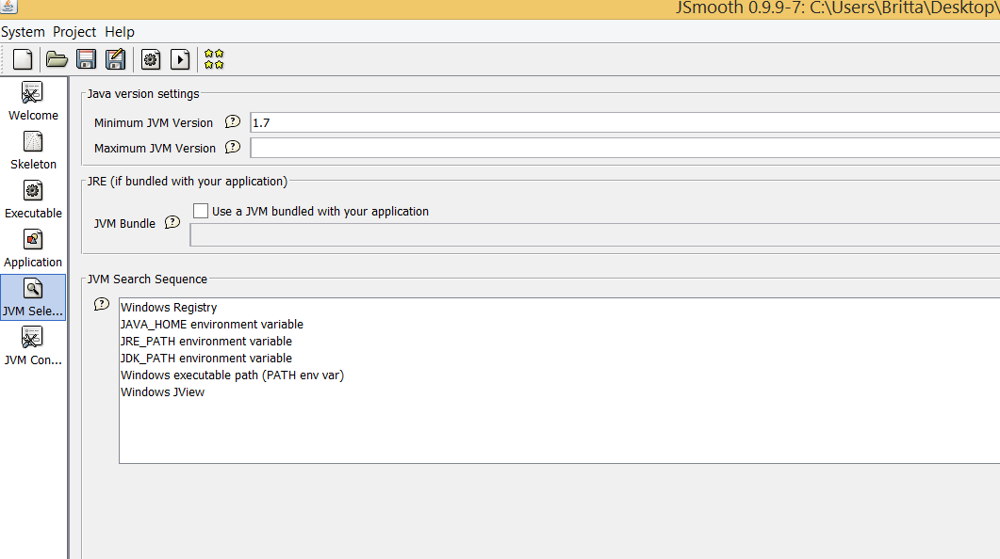 JSmooth 0.9.9-7: C:\Users\Britta\Desktop\
System Project Help
Welcome
Skeleton
Executable
Application
JVM Sele...
JVM Con...
Java version settings
Minimum JVM Version 1.7
Maximum JVM Version
JRE (if bundled with your application)
Use a JVM bundled with your application
JVM Bundle
JVM Search Sequence
Windows Registry
JAVA_HOME environment variable
JRE_PATH environment variable
JDK_PATH environment variable
Windows executable path (PATH env var)
Windows JView